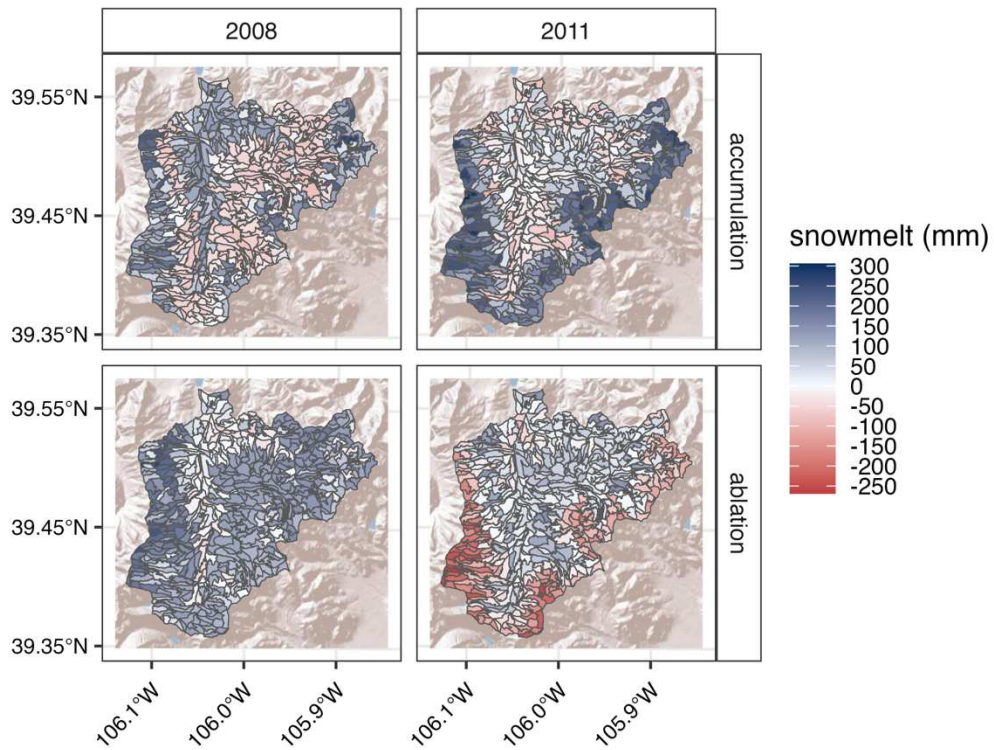 2008
2011
39.55°N
39.45°N
39.35°N
accumulation
39.55°N
39.45°N
39.35°N
ablation
106.1°W
106.0°W
105.9°W
106.1°W
106.0°W
105.9°W
snowmelt (mm)
300
200
150
100
50
0
-50
-100
-150
-200
-250